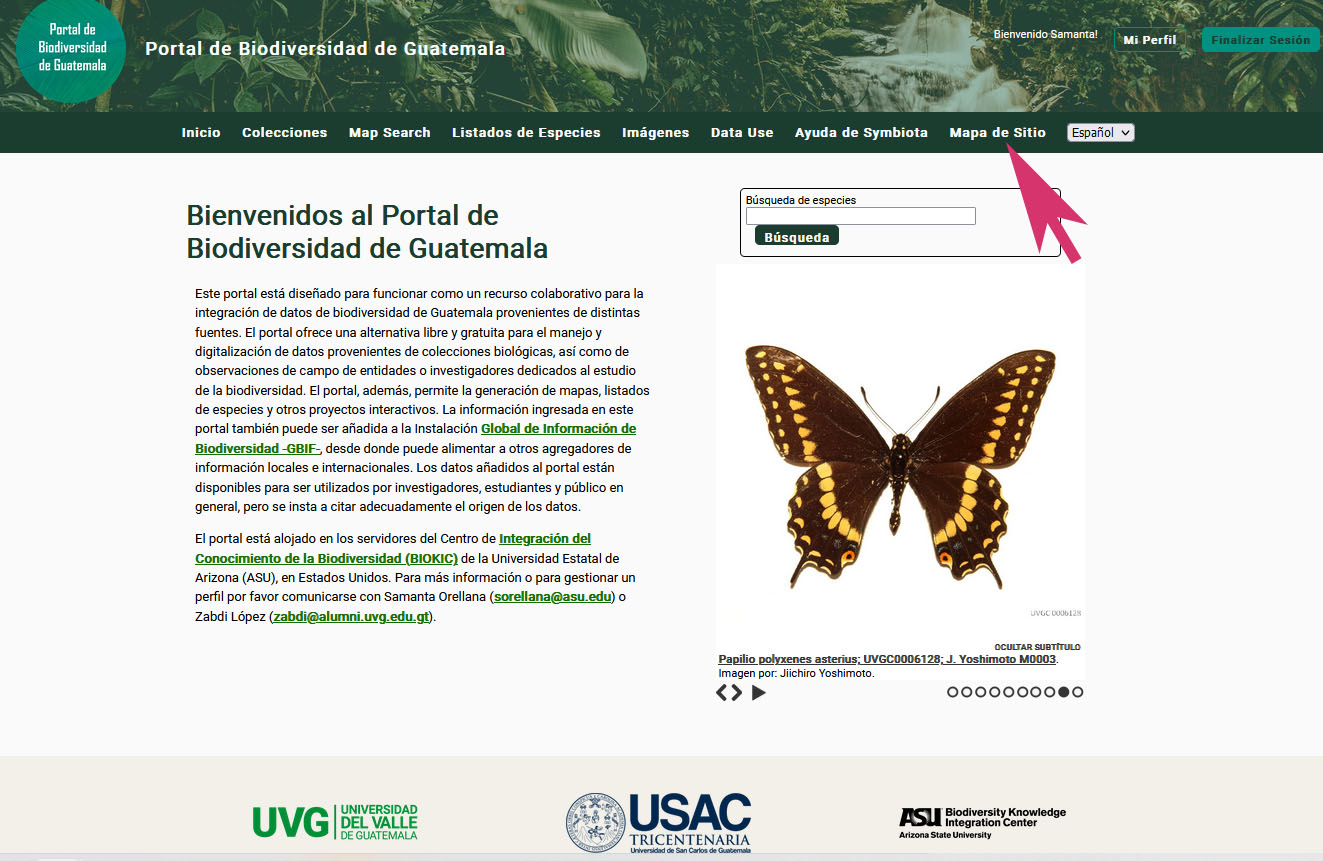 Portal de
Biodiversidad
de Guatemala
Portal de Biodiversidad de Guatemala
Bienvenido Samanta!
Mi Perfil
Finalizar Sesión
Inicio Colecciones Map Search Listados de Especies Imágenes Data Use Ayuda de Symbiota Mapa de Sitio Español
Bienvenidos al Portal de
Biodiversidad de Guatemala
Este portal está diseñado para funcionar como un recurso colaborativo para la
integración de datos de biodiversidad de Guatemala provenientes de distintas
fuentes. El portal ofrece una alternativa libre y gratuita para el manejo y
digitalización de datos provenientes de colecciones biológicas, así como de
observaciones de campo de entidades o investigadores dedicados al estudio
de la biodiversidad. El portal, además, permite la generación de mapas, listados
de especies y otros proyectos interactivos. La información ingresada en este
portal también puede ser añadida a la Instalación Global de Información de
Biodiversidad -GBIF-, desde donde puede alimentar a otros agregadores de
información locales e internacionales. Los datos añadidos al portal están
disponibles para ser utilizados por investigadores, estudiantes y público en
general, pero se insta a citar adecuadamente el origen de los datos.
El portal está alojado en los servidores del Centro de Integración del
Conocimiento de la Biodiversidad (BIOKIC) de la Universidad Estatal de
Arizona (ASU), en Estados Unidos. Para más información o para gestionar un
perfil por favor comunicarse con Samanta Orellana (sorellana@asu.edu) o
Zabdi López (zabdi@alumni.uvg.edu.gt).
Búsqueda de especies
Búsqueda
UVGC 0006128
OCULTAR SUBTÍTULO
Papilio polyxenes asterius; UVGC0006128; J. Yoshimoto M0003.
Imagen por: Jiichiro Yoshimoto.
UVG
UNIVERSIDAD
DEL VALLE
DE GUATEMALA
USAC
TRICENTENARIA
Universidad de San Carlos de Guatemala
ASU
Biodiversity Knowledge
Integration Center
Arizona State University